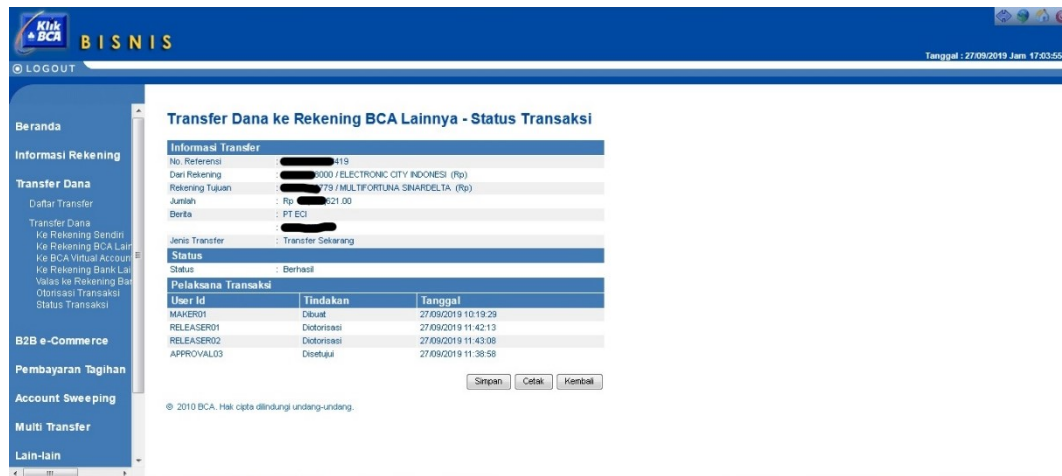 Klik
BCA
BISNIS
Tanggal : 27/09/2019 Jam 17:03:55
LOGOUT
Beranda
Informasi Rekening
Transfer Dana
Daftar Transfer
Transfer Dana
Ke Rekening Sendiri
Ke Rekening BCA Lain
Ke BCA Virtual Accoun
Ke Rekening Bank Lai
Valas ke Rekening Ban
Otorisasi Transaksi
Status Transaksi
B2B e-Commerce
Pembayaran Tagihan
Account Sweeping
Multi Transfer
Lain-lain
Transfer Dana ke Rekening BCA Lainnya - Status Transaksi
Informasi Transfer
No. Referensi : 419
Dari Rekening : 3000 / ELECTRONIC CITY INDONESI (Rp)
Rekening Tujuan : 779 / MULTIFORTUNA SINARDELTA (Rp)
Jumlah : Rp. 621.00
Berita : PT ECI
:
Jenis Transfer : Transfer Sekarang
Status
Status : Berhasil
Pelaksana Transaksi
User Id Tindakan Tanggal
MAKER01 Dibuat 27/09/2019 10:19:29
RELEASER01 Diotorisasi 27/09/2019 11:42:13
RELEASER02 Diotorisasi 27/09/2019 11:43:08
APPROVAL03 Disetujui 27/09/2019 11:38:58
Simpan Cetak Kembali
© 2010 BCA. Hak cipta dilindungi undang-undang.